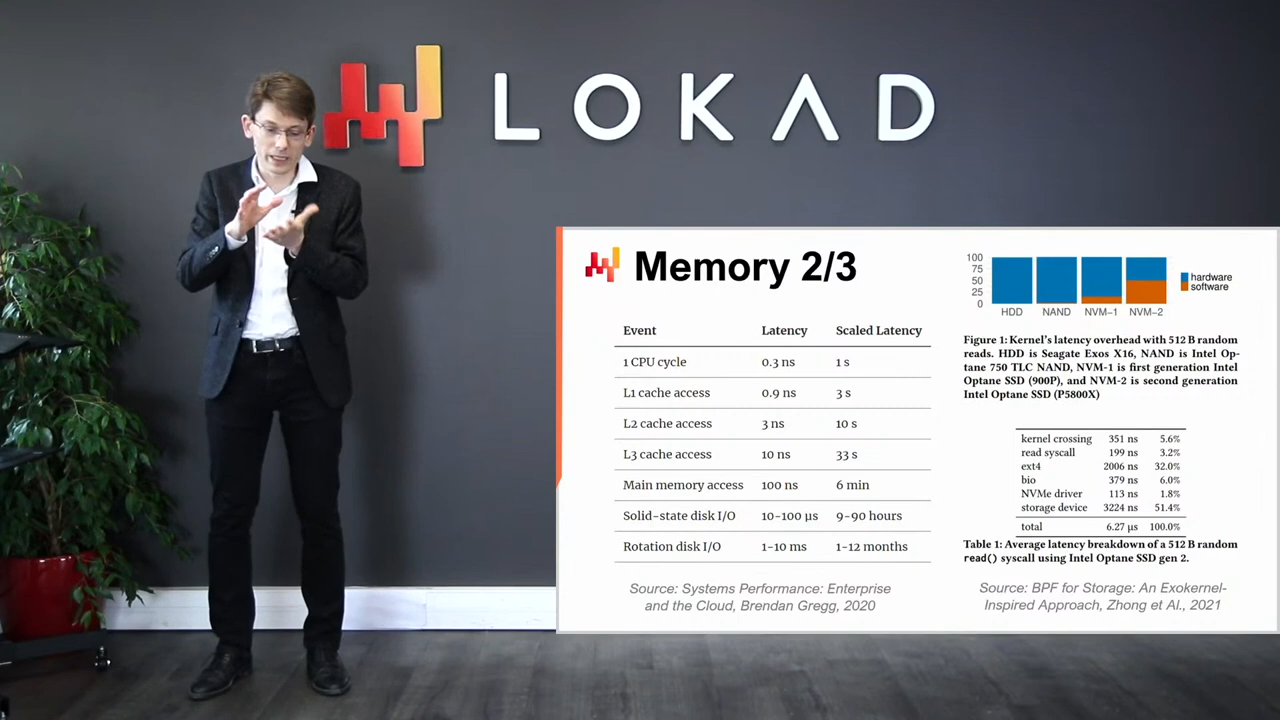 LOKAD
Memory 2/3
Event Latency Scaled Latency
1 CPU cycle 0.3 ns 1 s
L1 cache access 0.9 ns 3 s
L2 cache access 3 ns 10 s
L3 cache access 10 ns 33 s
Main memory access 100 ns 6 min
Solid-state disk I/O 10-100 μs 9-90 hours
Rotation disk I/O 1-10 ms 1-12 months
Source: Systems Performance: Enterprise
and the Cloud, Brendan Gregg, 2020
100
75
50
25
0
HDD NAND NVM-1 NVM-2
hardware
software
Figure 1: Kernel's latency overhead with 512 B random
reads. HDD is Seagate Exos X16, NAND is Intel Op-
tane 750 TLC NAND, NVM-1 is first generation Intel
Optane SSD (900P), and NVM-2 is second generation
Intel Optane SSD (P5800X)
kernel crossing 351 ns 5.6%
read syscall 199 ns 3.2%
ext4 2006 ns 32.0%
bio 379 ns 6.0%
NVMe driver 113 ns 1.8%
storage device 3224 ns 51.4%
total 6.27 μs 100.0%
Table 1: Average latency breakdown of a 512 B random
read() syscall using Intel Optane SSD gen 2.
Source: BPF for Storage: An Exokernel-
Inspired Approach, Zhong et Al., 2021